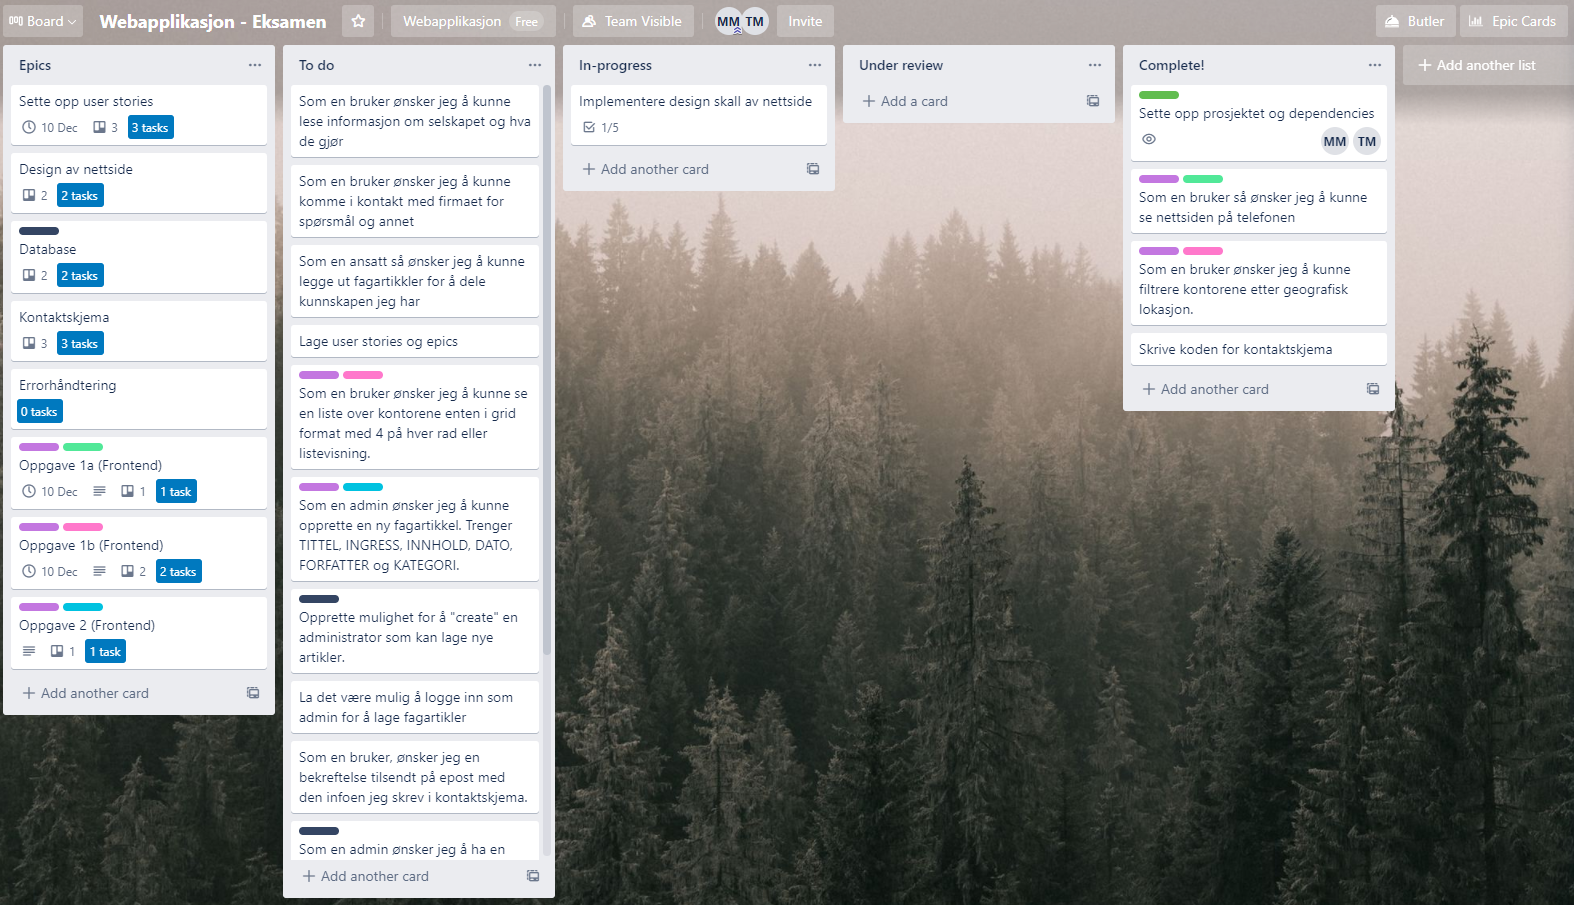 Board
Webapplikasjon - Eksamen
Webapplikasjon Free
Team Visible
MM TM
Invite
Butler
Epic Cards
Epics
Sette opp user stories
10 Dec 3 3 tasks
Design av nettside
2 2 tasks
Database
2 2 tasks
Kontaktskjema
3 3 tasks
Errorhåndtering
0 tasks
Oppgave 1a (Frontend)
10 Dec 1 1 task
Oppgave 1b (Frontend)
10 Dec 2 2 tasks
Oppgave 2 (Frontend)
1 1 task
+ Add another card
To do
Som en bruker ønsker jeg å kunne
lese informasjon om selskapet og hva
de gjør
Som en bruker ønsker jeg å kunne
komme i kontakt med firmaet for
spørsmål og annet
Som en ansatt så ønsker jeg å kunne
legge ut fagartikkler for å dele
kunnskapen jeg har
Lage user stories og epics
Som en bruker ønsker jeg å kunne se
en liste over kontorene enten i grid
format med 4 på hver rad eller
listevisning.
Som en admin ønsker jeg å kunne
opprette en ny fagartikkel. Trenger
TITTEL, INGRESS, INNHOLD, DATO,
FORFATTER og KATEGORI.
Opprette mulighet for å "create" en
administrator som kan lage nye
artikler.
La det være mulig å logge inn som
admin for å lage fagartikler
Som en bruker, ønsker jeg en
bekreftelse tilsendt på epost med
den infoen jeg skrev i kontaktskjema.
Som en admin ønsker jeg å ha en
+ Add another card
In-progress
Implementere design skall av nettside
1/5
+ Add another card
Under review
+ Add a card
Complete!
Sette opp prosjektet og dependencies
MM TM
Som en bruker så ønsker jeg å kunne
se nettsiden på telefonen
Som en bruker ønsker jeg å kunne
filtrere kontorene etter geografisk
lokasjon.
Skrive koden for kontaktskjema
+ Add another card
+ Add another list